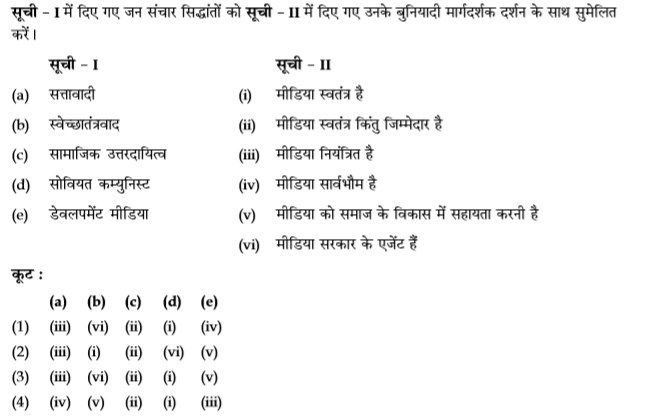 सूची - I में दिए गए जन संचार सिद्धांतों को सूची - II में दिए गए उनके बुनियादी मार्गदर्शक दर्शन के साथ सुमेलित
करें।
सूची - I सूची - II
(a) सत्तावादी (i) मीडिया स्वतंत्र है
(b) स्वेच्छातंत्रवाद (ii) मीडिया स्वतंत्र किंतु जिम्मेदार है
(c) सामाजिक उत्तरदायित्व (iii) मीडिया नियंत्रित है
(d) सोवियत कम्युनिस्ट (iv) मीडिया सार्वभौम है
(e) डेवलपमेंट मीडिया (v) मीडिया को समाज के विकास में सहायता करनी है
(vi) मीडिया सरकार के एजेंट हैं
कूट :
(a) (b) (c) (d) (e)
(1) (iii) (vi) (ii) (i) (iv)
(2) (iii) (i) (ii) (vi) (v)
(3) (iii) (vi) (ii) (i) (v)
(4) (iv) (v) (ii) (i) (iii)